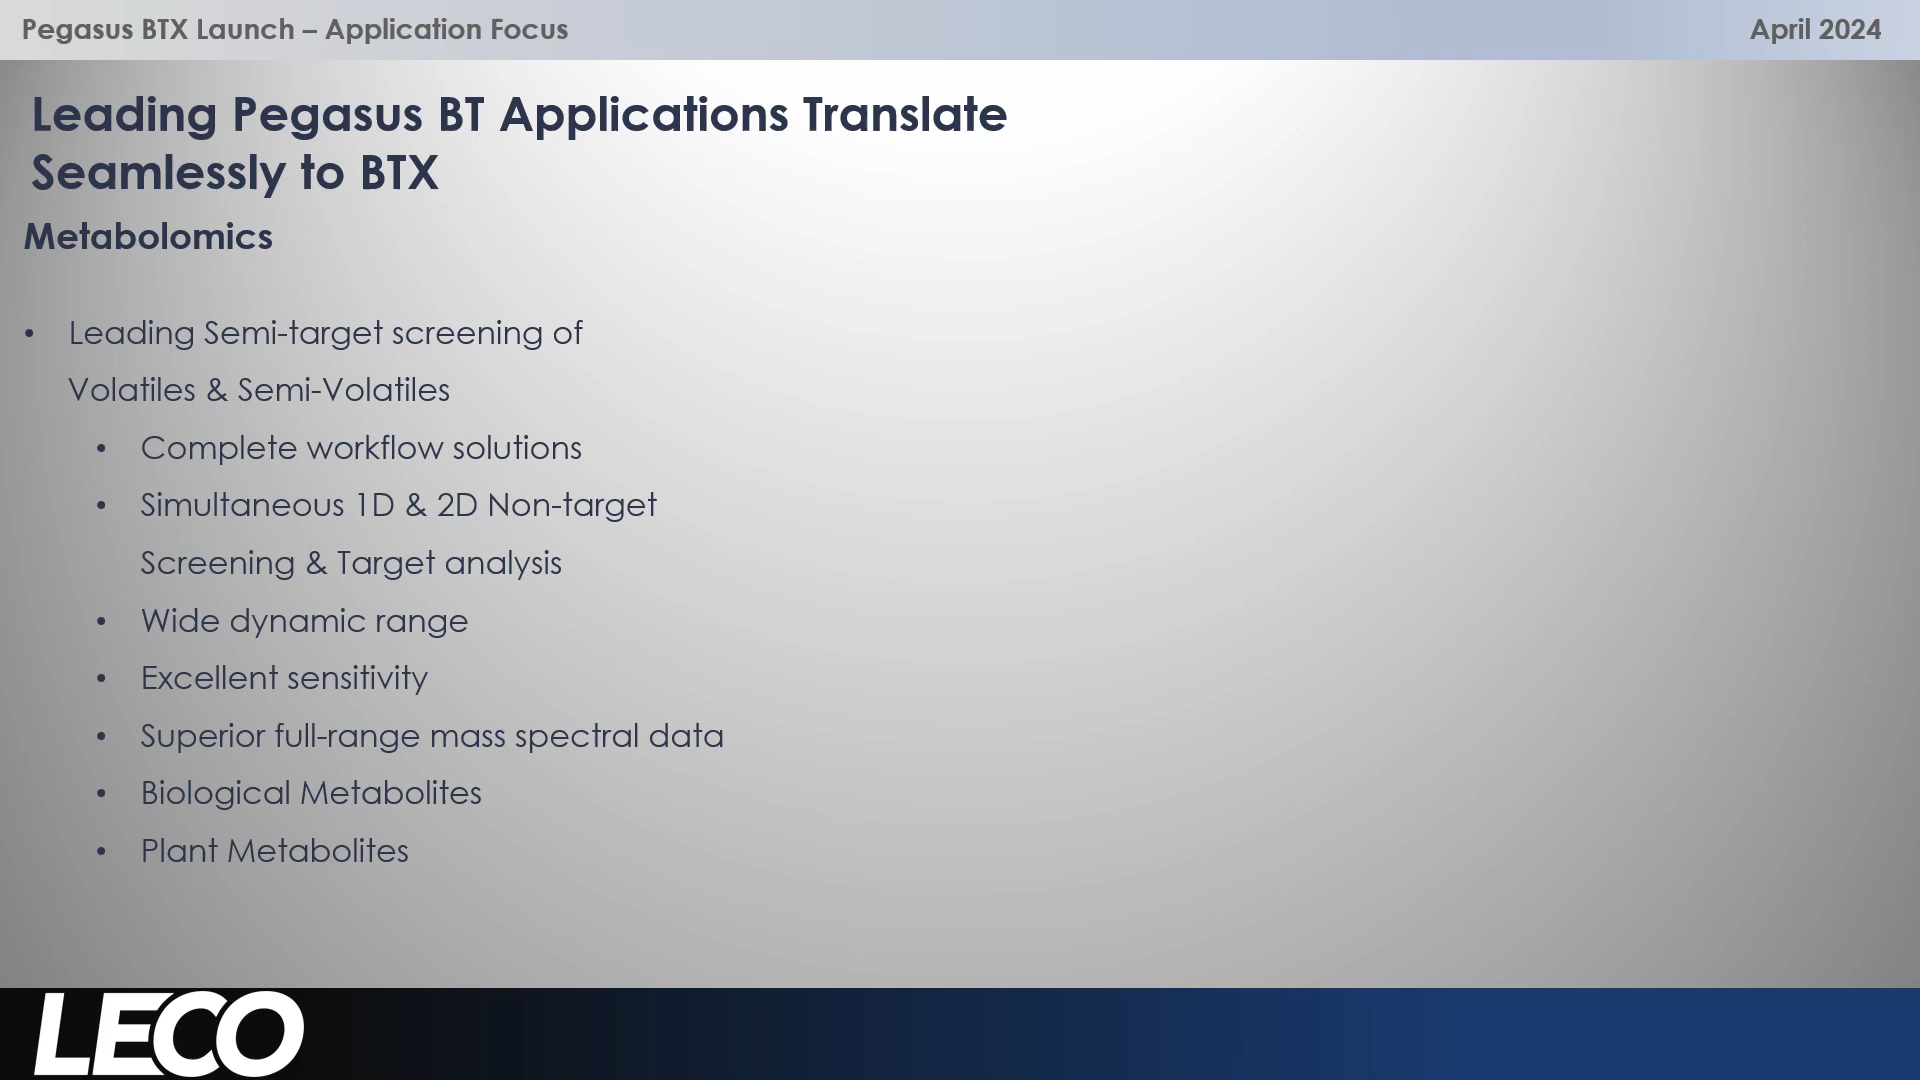 Pegasus BTX Launch – Application Focus
April 2024
Leading Pegasus BT Applications Translate
Seamlessly to BTX
Metabolomics
• Leading Semi-target screening of
Volatiles & Semi-Volatiles
• Complete workflow solutions
• Simultaneous 1D & 2D Non-target
Screening & Target analysis
• Wide dynamic range
• Excellent sensitivity
• Superior full-range mass spectral data
• Biological Metabolites
• Plant Metabolites
LECO